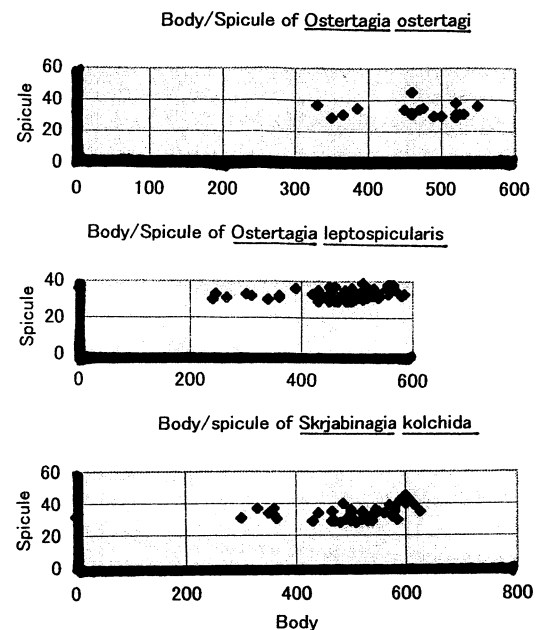 Body/Spicule of Ostertagia ostertagi
60
40
20
0
Spicule
0 100 200 300 400 500 600
Body/Spicule of Ostertagia leptospicularis
40
20
0
Spicule
0 200 400 600
Body/spicule of Skrjabinagia kolchida
60
40
20
0
Spicule
0 200 400 600 800
Body